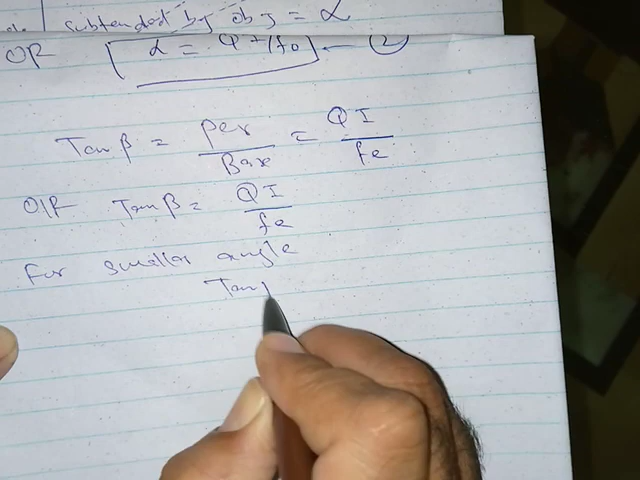 subtended by obj = α
OR α = QI/fo ← (2)
Tan β = Per/Base = QI/fe
O/R Tan β = QI/fe
For smaller angle
Tan